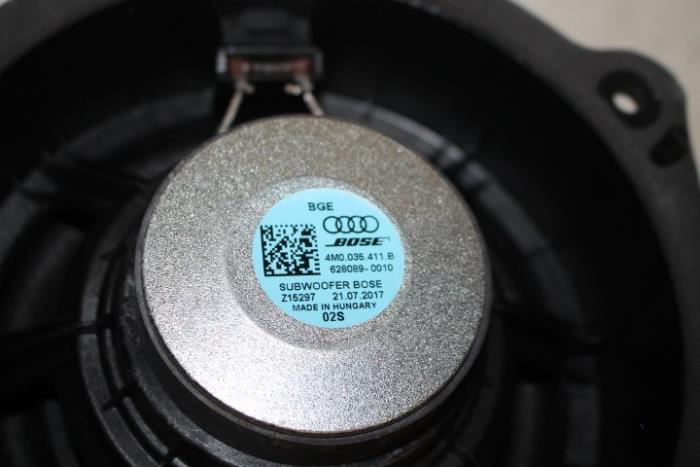 BGE
BOSE
4M0.035.411.B
628089-0010
SUBWOOFER BOSE
Z15297 21.07.2017
MADE IN HUNGARY
02S